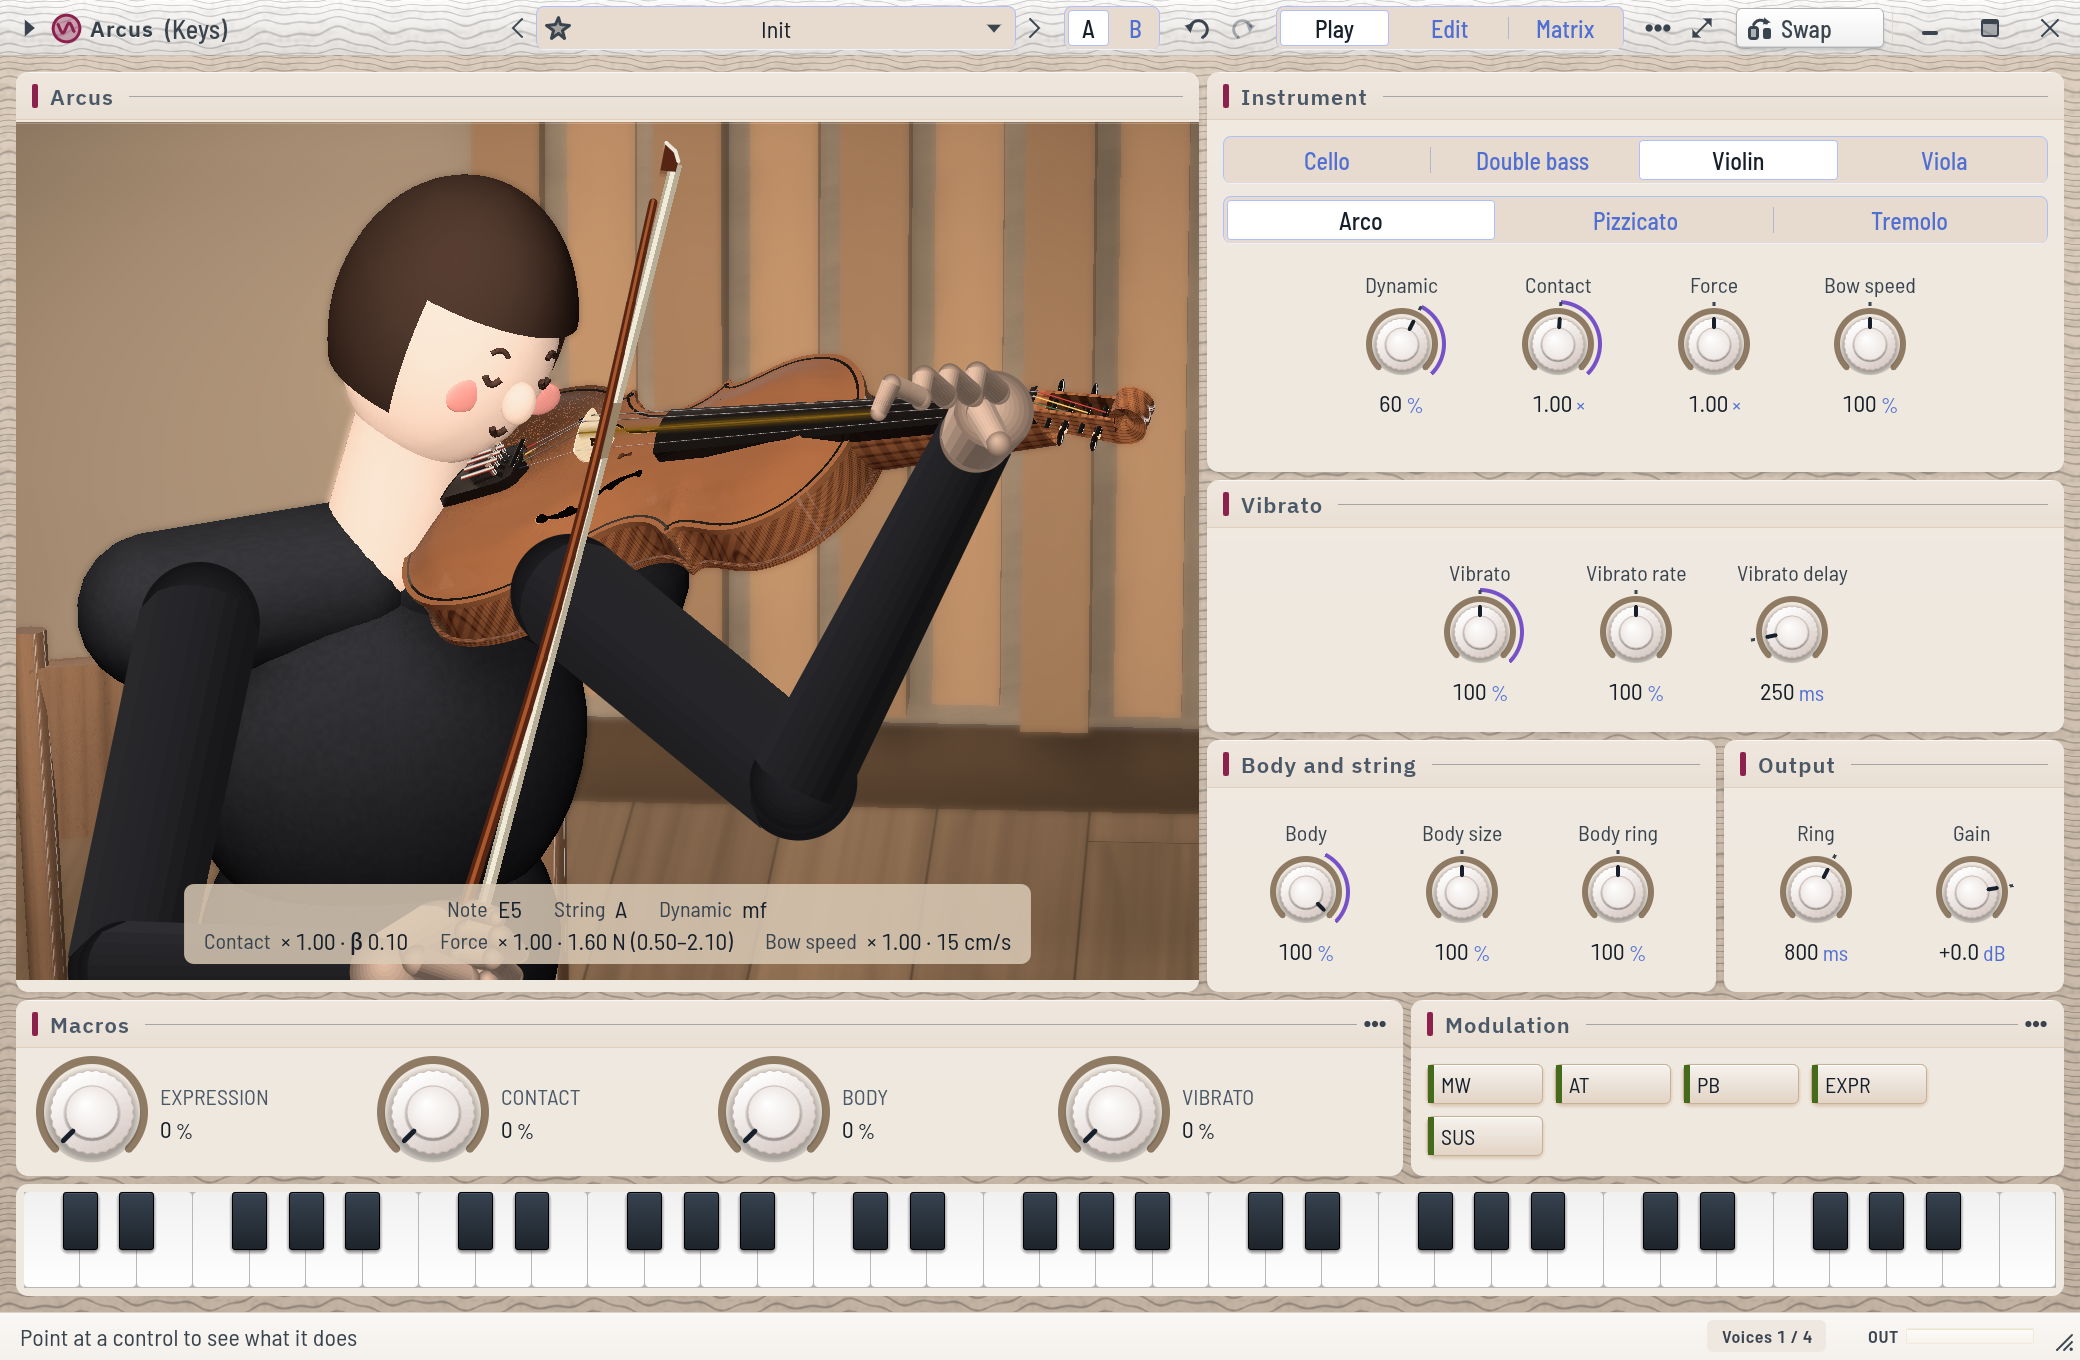 Arcus (Keys)
Init
A B
Play Edit Matrix
Swap
Arcus
Instrument
Cello Double bass Violin Viola
Arco Pizzicato Tremolo
Dynamic Contact Force Bow speed
60 % 1.00 × 1.00 × 100 %
Vibrato
Vibrato Vibrato rate Vibrato delay
100 % 100 % 250 ms
Body and string
Body Body size Body ring
100 % 100 % 100 %
Output
Ring Gain
800 ms +0.0 dB
Note E5 String A Dynamic mf
Contact × 1.00 · β 0.10 Force × 1.00 · 1.60 N (0.50–2.10) Bow speed × 1.00 · 15 cm/s
Macros
EXPRESSION
0 %
CONTACT
0 %
BODY
0 %
VIBRATO
0 %
Modulation
MW AT PB EXPR
SUS
Point at a control to see what it does
Voices 1 / 4 OUT